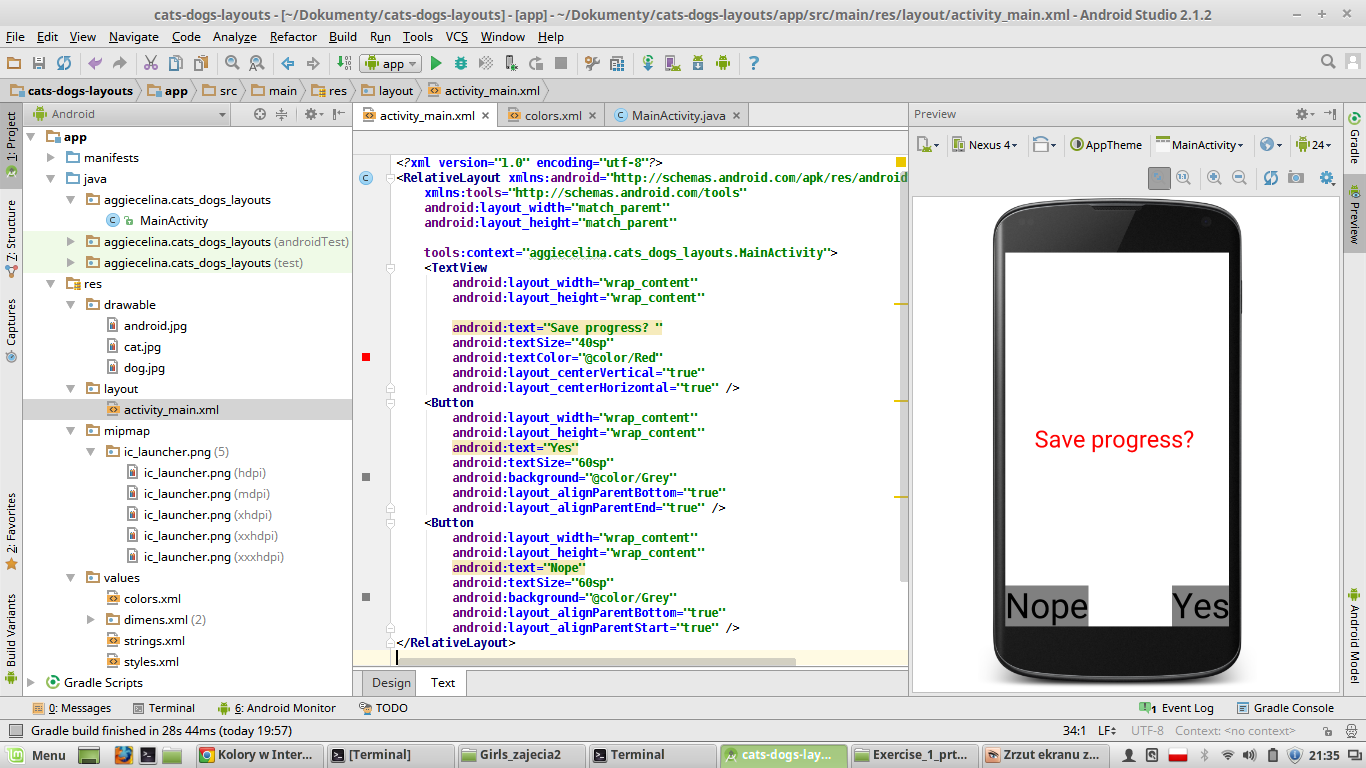 cats-dogs-layouts - [~/Dokumenty/cats-dogs-layouts] - [app] - ~/Dokumenty/cats-dogs-layouts/app/src/main/res/layout/activity_main.xml - Android Studio 2.1.2
File Edit View Navigate Code Analyze Refactor Build Run Tools VCS Window Help
app
cats-dogs-layouts app src main res layout activity_main.xml
1: Project
7: Structure
Captures
2: Favorites
Build Variants
Android
app
manifests
java
aggiecelina.cats_dogs_layouts
MainActivity
aggiecelina.cats_dogs_layouts (androidTest)
aggiecelina.cats_dogs_layouts (test)
res
drawable
android.jpg
cat.jpg
dog.jpg
layout
activity_main.xml
mipmap
ic_launcher.png (5)
ic_launcher.png (hdpi)
ic_launcher.png (mdpi)
ic_launcher.png (xhdpi)
ic_launcher.png (xxhdpi)
ic_launcher.png (xxxhdpi)
values
colors.xml
dimens.xml (2)
strings.xml
styles.xml
Gradle Scripts
activity_main.xml colors.xml MainActivity.java
<?xml version="1.0" encoding="utf-8"?>
<RelativeLayout xmlns:android="http://schemas.android.com/apk/res/android
xmlns:tools="http://schemas.android.com/tools"
android:layout_width="match_parent"
android:layout_height="match_parent"
tools:context="aggiecelina.cats_dogs_layouts.MainActivity">
<TextView
android:layout_width="wrap_content"
android:layout_height="wrap_content"
android:text="Save progress? "
android:textSize="40sp"
android:textColor="@color/Red"
android:layout_centerVertical="true"
android:layout_centerHorizontal="true" />
<Button
android:layout_width="wrap_content"
android:layout_height="wrap_content"
android:text="Yes"
android:textSize="60sp"
android:background="@color/Grey"
android:layout_alignParentBottom="true"
android:layout_alignParentEnd="true" />
<Button
android:layout_width="wrap_content"
android:layout_height="wrap_content"
android:text="Nope"
android:textSize="60sp"
android:background="@color/Grey"
android:layout_alignParentBottom="true"
android:layout_alignParentStart="true" />
</RelativeLayout>
Design Text
Preview
Nexus 4 AppTheme MainActivity 24
1:1
Save progress?
Nope Yes
Gradle
Preview
Android Model
0: Messages Terminal 6: Android Monitor TODO 1 Event Log Gradle Console
Gradle build finished in 28s 44ms (today 19:57) 34:1 LF UTF-8 Context: <no context>
Menu Kolory w Inter... [Terminal] Girls_zajecia2 Terminal cats-dogs-lay... Exercise_1_prt... Zrzut ekranu z... 21:35